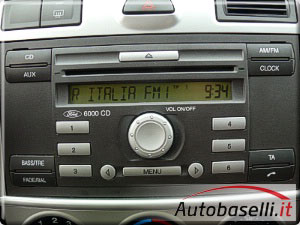 CD
AUX
AM/FM
CLOCK
R ITALIA FM1 9:34
VOL ON/OFF
Ford 6000 CD
1
2
3
4
5
6
BASS/TRE
FADE/BAL
MENU
TA
Autobaselli.it